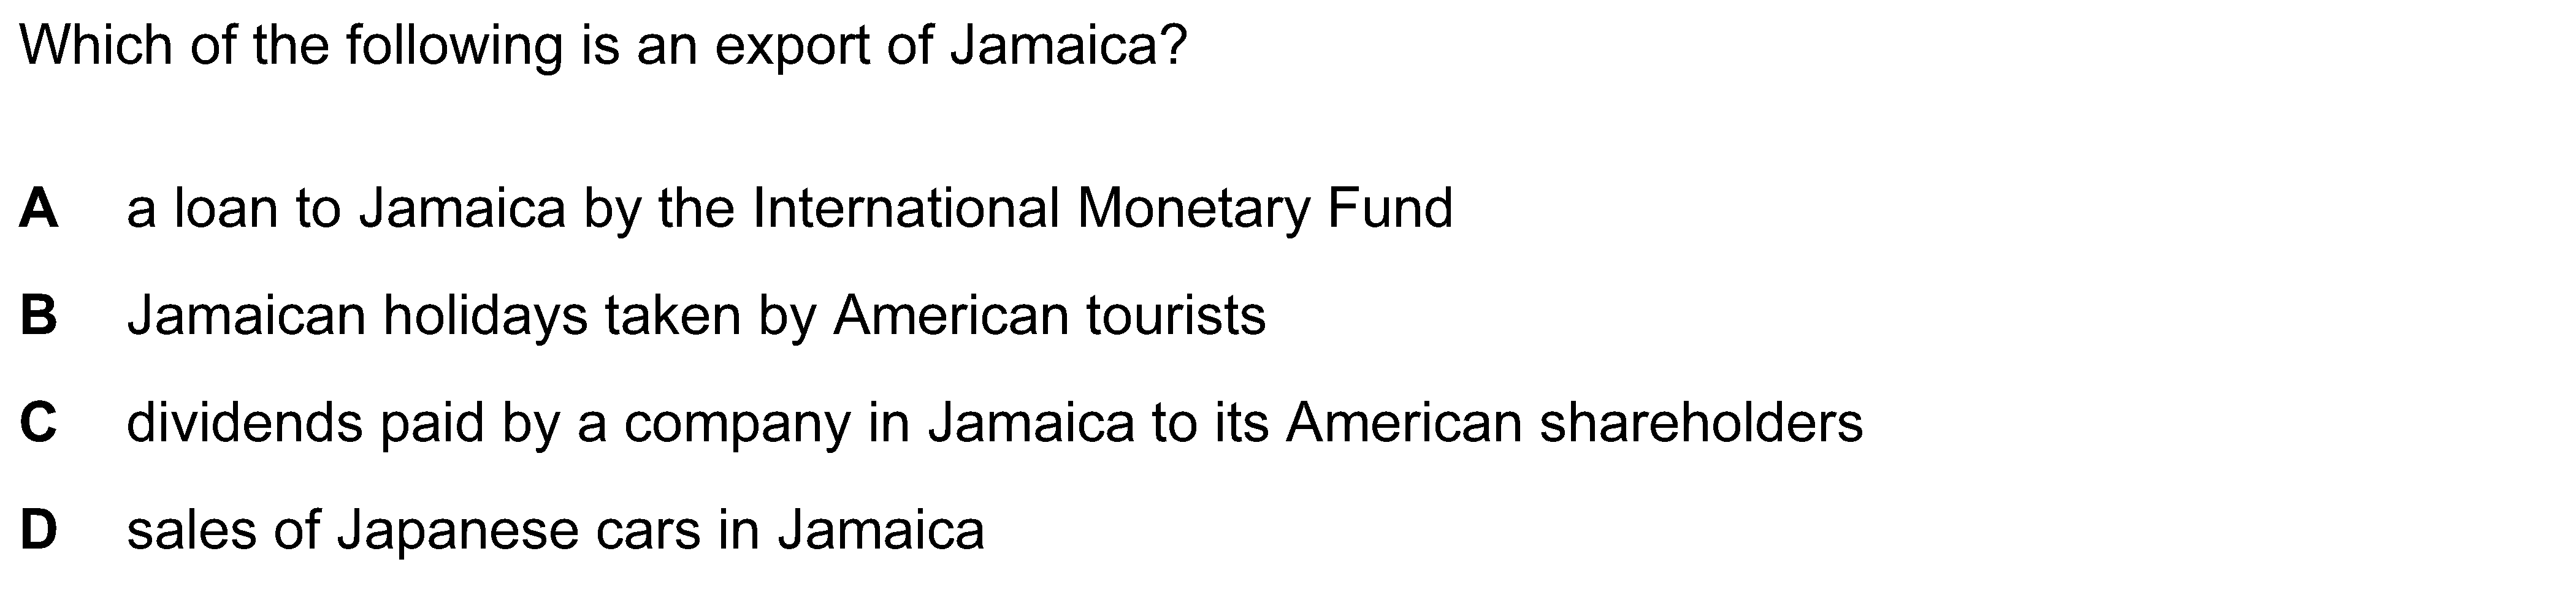 Which of the following is an export of Jamaica?
A a loan to Jamaica by the International Monetary Fund
B Jamaican holidays taken by American tourists
C dividends paid by a company in Jamaica to its American shareholders
D sales of Japanese cars in Jamaica